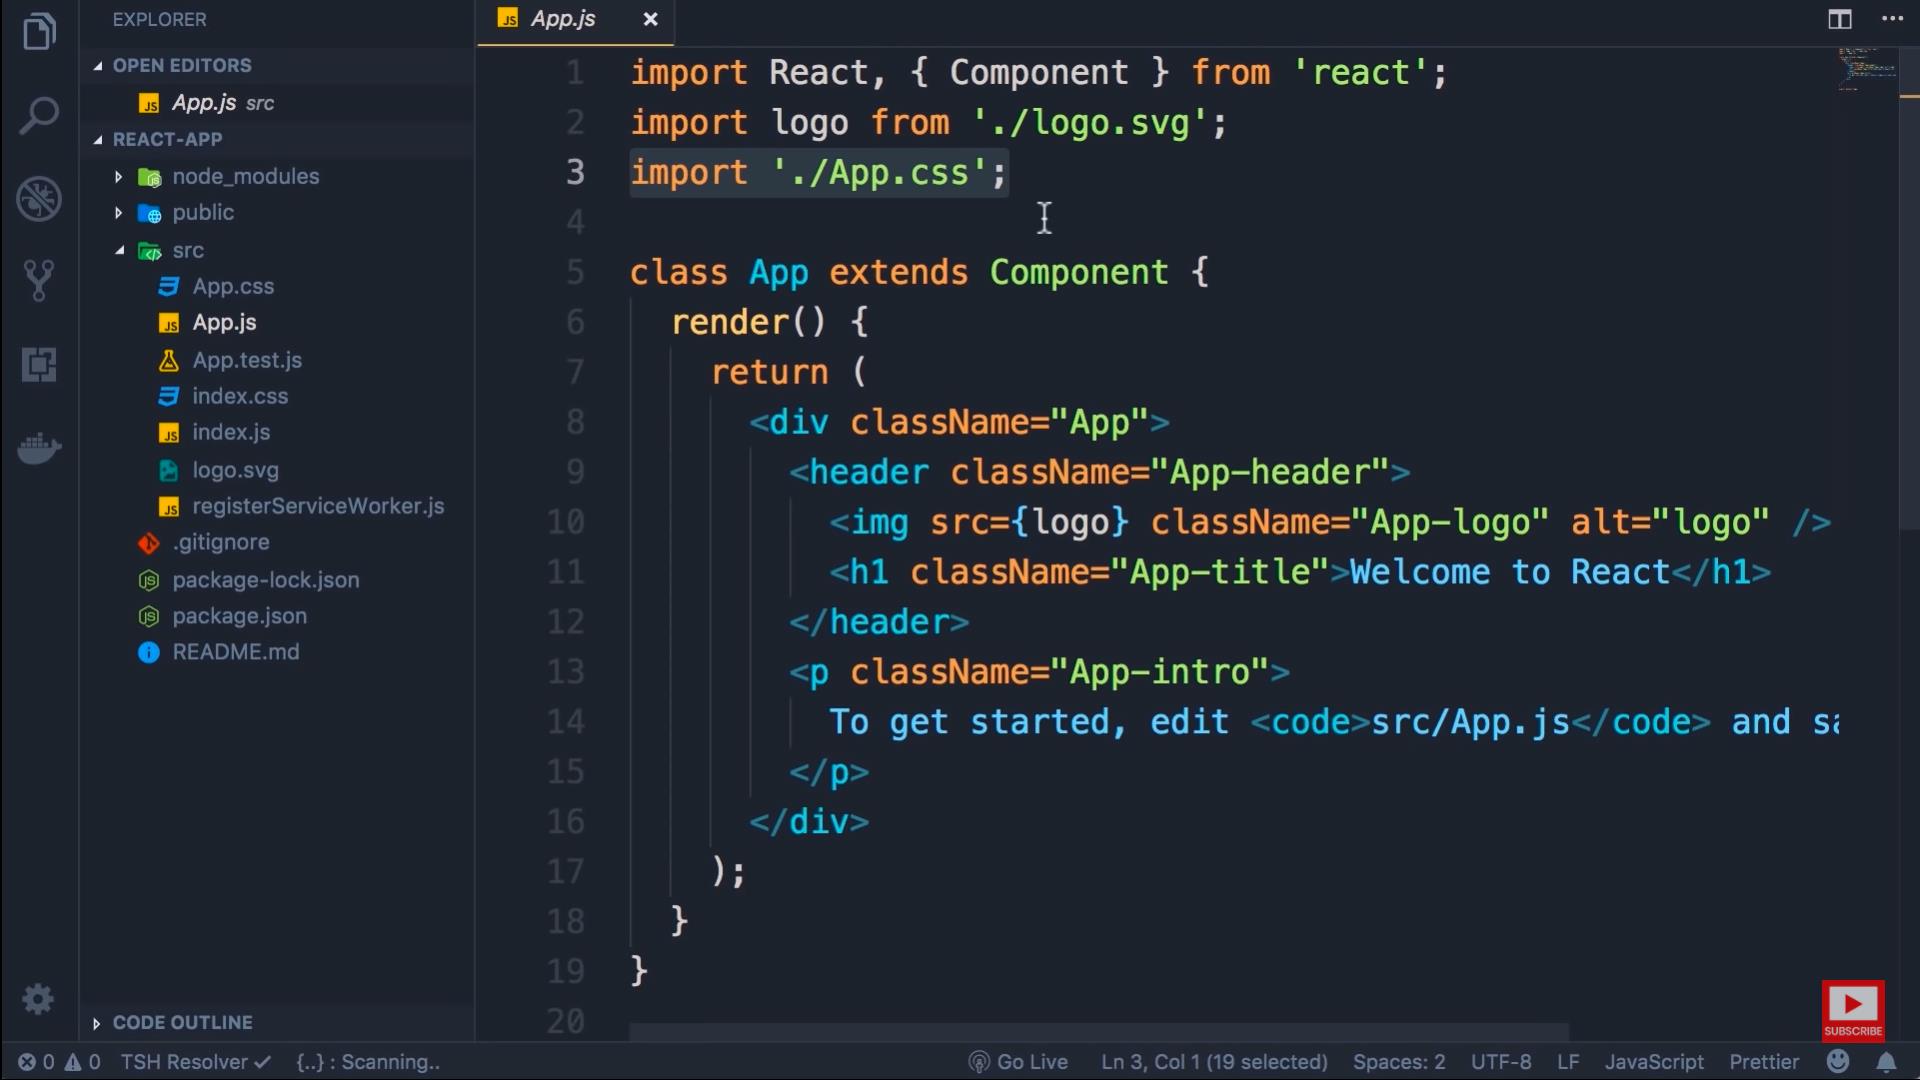 EXPLORER
OPEN EDITORS
JS App.js src
REACT-APP
node_modules
public
src
App.css
JS App.js
App.test.js
index.css
JS index.js
logo.svg
JS registerServiceWorker.js
.gitignore
package-lock.json
package.json
README.md
CODE OUTLINE
JS App.js
1 import React, { Component } from 'react';
2 import logo from './logo.svg';
3 import './App.css';
4
5 class App extends Component {
6 render() {
7 return (
8 <div className="App">
9 <header className="App-header">
10 <img src={logo} className="App-logo" alt="logo" />
11 <h1 className="App-title">Welcome to React</h1>
12 </header>
13 <p className="App-intro">
14 To get started, edit <code>src/App.js</code> and sa
15 </p>
16 </div>
17 );
18 }
19 }
20
SUBSCRIBE
0 0 TSH Resolver {..} : Scanning.. Go Live Ln 3, Col 1 (19 selected) Spaces: 2 UTF-8 LF JavaScript Prettier